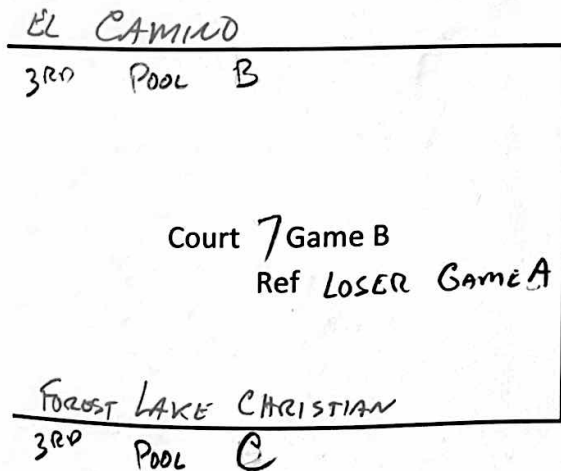 EL CAMINO
3RD POOL B
Court 7 Game B
Ref LOSER GAME A
FOREST LAKE CHRISTIAN
3RD POOL C